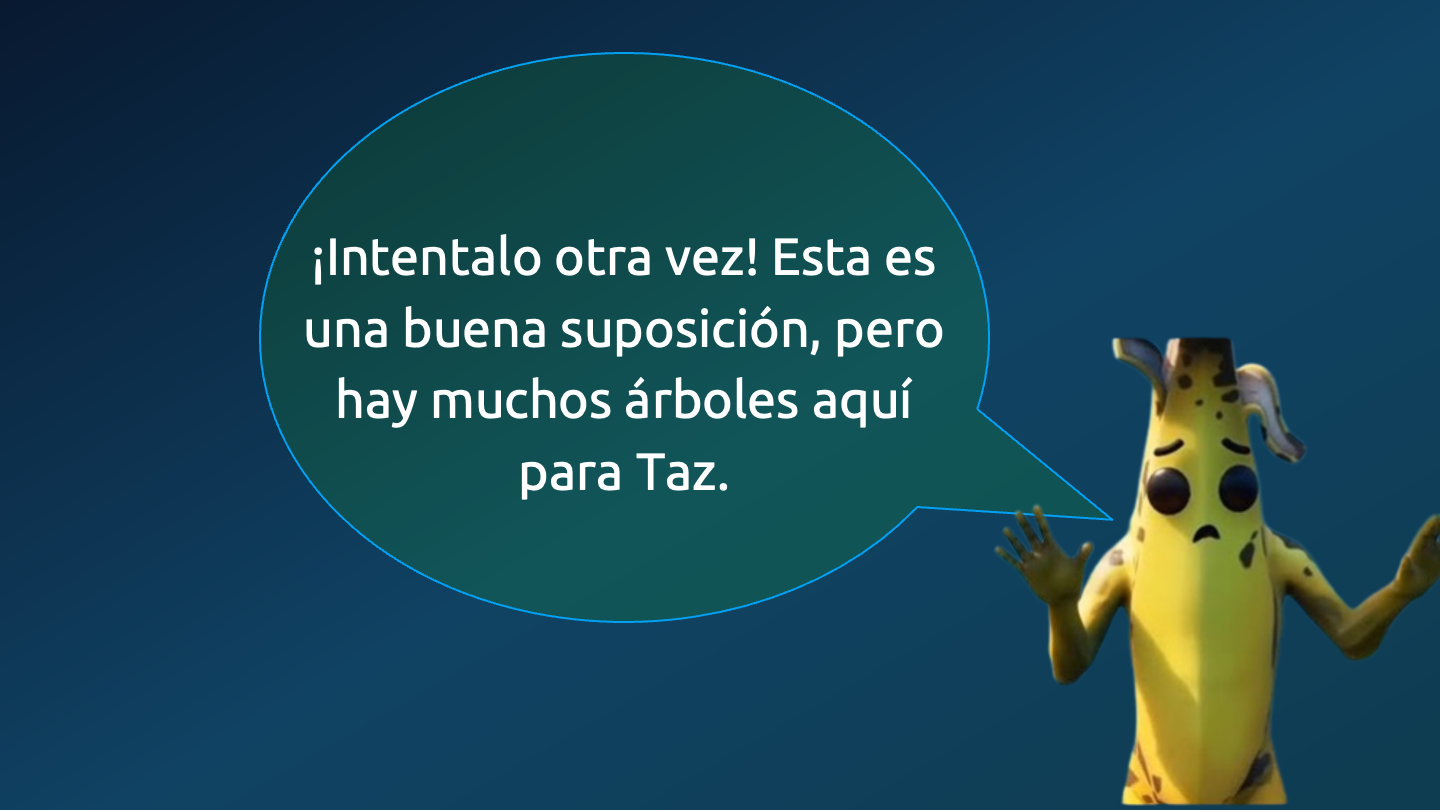 ¡Intentalo otra vez! Esta es
una buena suposición, pero
hay muchos árboles aquí
para Taz.